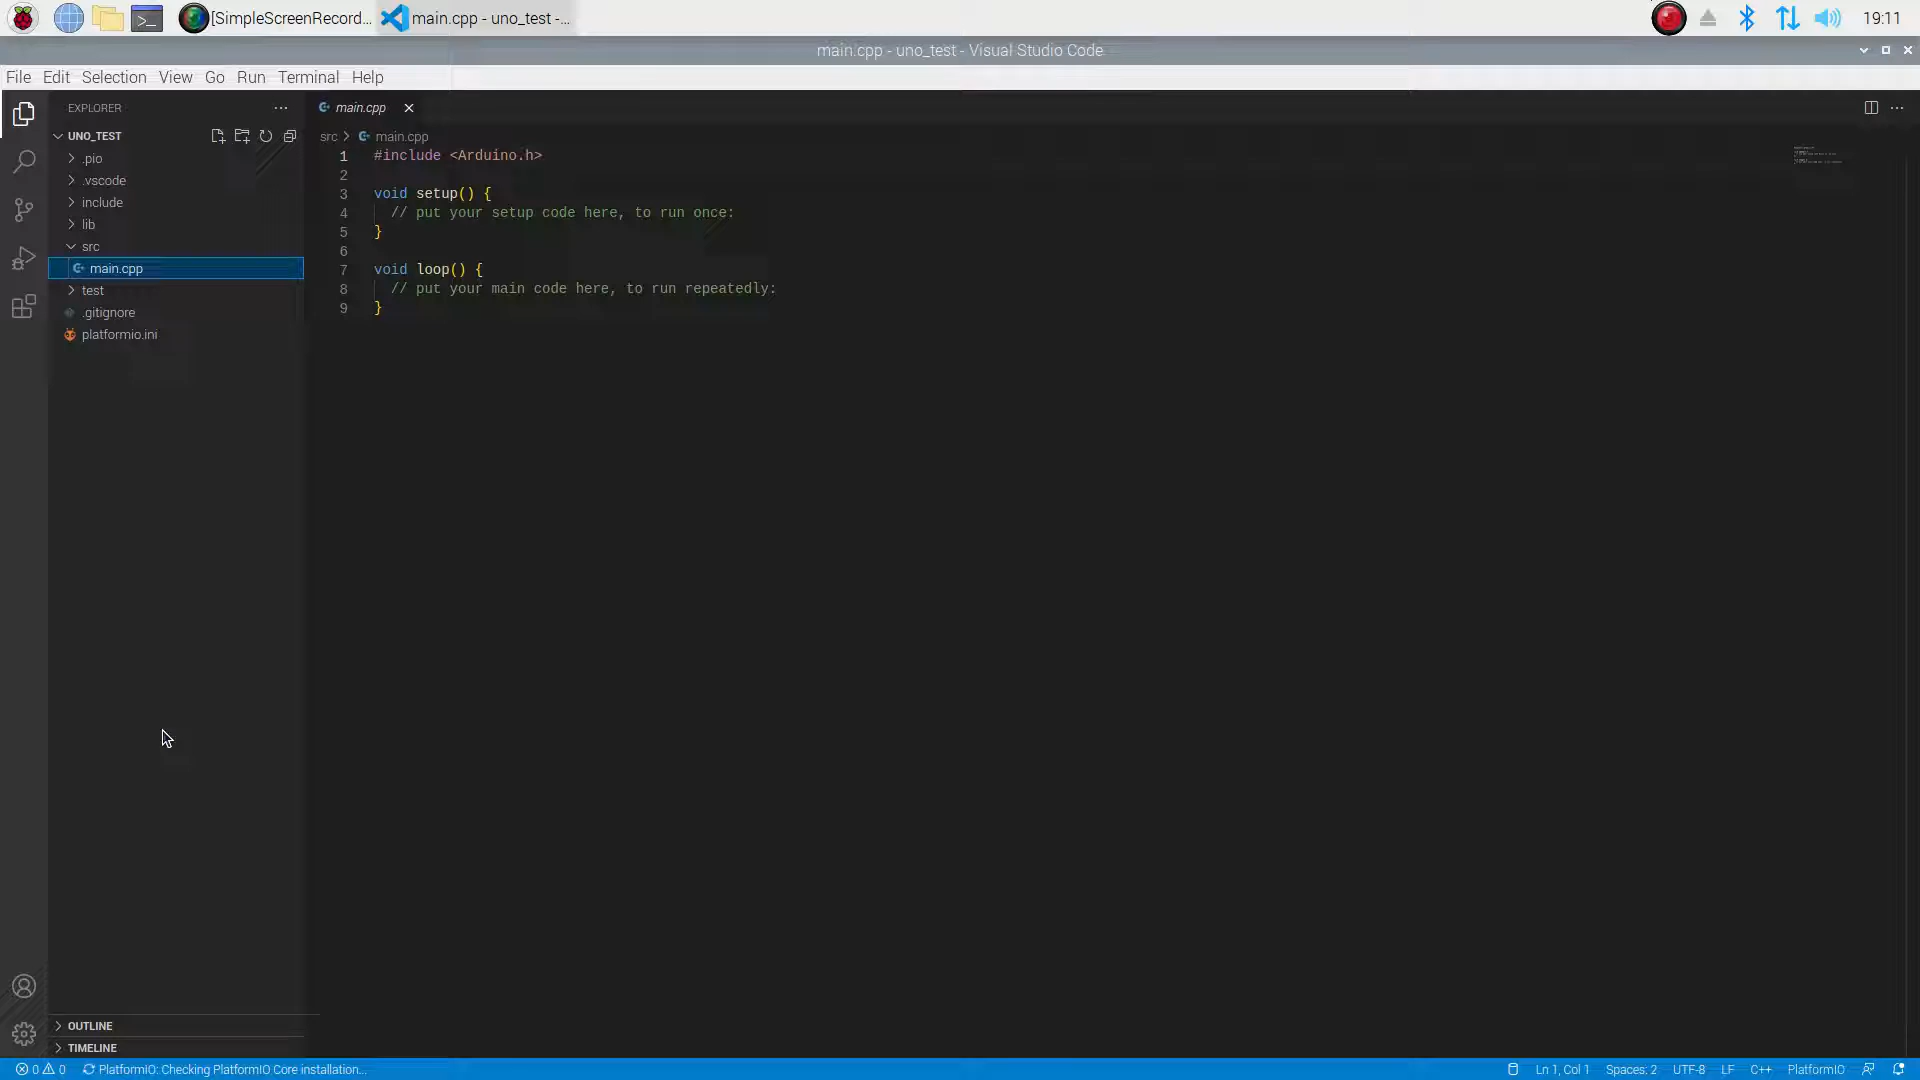 [SimpleScreenRecord...
main.cpp - uno_test -...
19:11
main.cpp - uno_test - Visual Studio Code
File Edit Selection View Go Run Terminal Help
EXPLORER
UNO_TEST
.pio
.vscode
include
lib
src
main.cpp
test
.gitignore
platformio.ini
OUTLINE
TIMELINE
main.cpp
src > main.cpp
1 #include <Arduino.h>
2
3 void setup() {
4 // put your setup code here, to run once:
5 }
6
7 void loop() {
8 // put your main code here, to run repeatedly:
9 }
0 0 PlatformIO: Checking PlatformIO Core installation...
Ln 1, Col 1 Spaces: 2 UTF-8 LF C++ PlatformIO